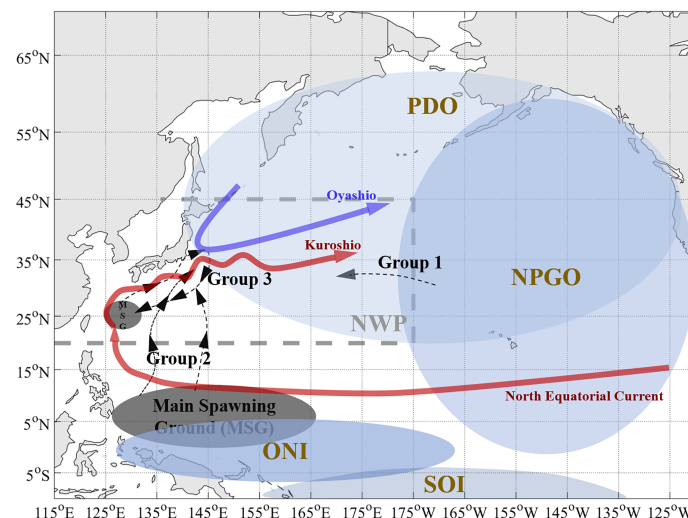 65°N
55°N
45°N
35°N
25°N
15°N
5°N
5°S
PDO
Oyashio
Kuroshio
Group 1
Group 3
NPGO
M
S
G
NWP
Group 2
North Equatorial Current
Main Spawning
Ground (MSG)
ONI
SOI
115°E 125°E 135°E 145°E 155°E 165°E 175°E 175°W 165°W 155°W 145°W 135°W 125°W